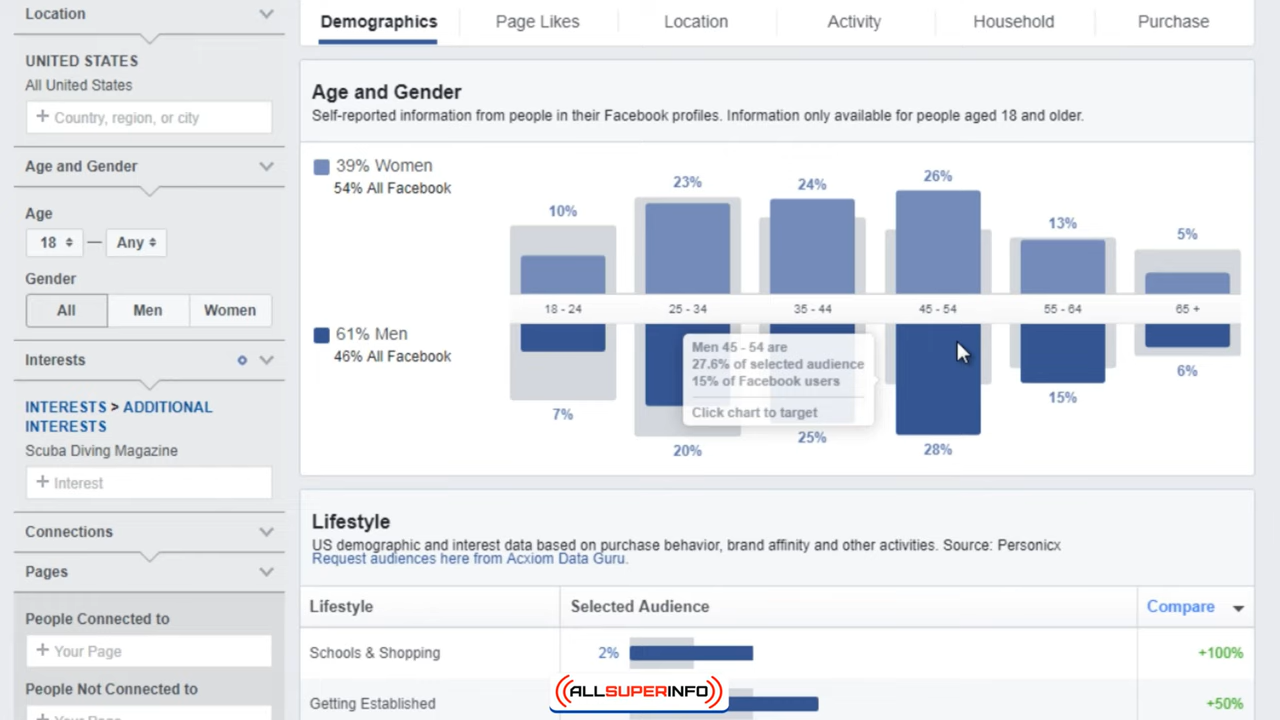 Location
UNITED STATES
All United States
+ Country, region, or city
Age and Gender
Age
18 — Any
Gender
All Men Women
Interests
INTERESTS > ADDITIONAL
INTERESTS
Scuba Diving Magazine
+ Interest
Connections
Pages
People Connected to
+ Your Page
People Not Connected to
+ Your Page
Demographics Page Likes Location Activity Household Purchase
Age and Gender
Self-reported information from people in their Facebook profiles. Information only available for people aged 18 and older.
39% Women
54% All Facebook
10% 23% 24% 26% 13% 5%
18 - 24 25 - 34 35 - 44 45 - 54 55 - 64 65 +
61% Men
46% All Facebook
Men 45 - 54 are
27.6% of selected audience
15% of Facebook users
Click chart to target
7% 20% 25% 28% 15% 6%
Lifestyle
US demographic and interest data based on purchase behavior, brand affinity and other activities. Source: Personicx
Request audiences here from Acxiom Data Guru.
Lifestyle Selected Audience Compare
Schools & Shopping 2% +100%
Getting Established +50%
ALLSUPERINFO